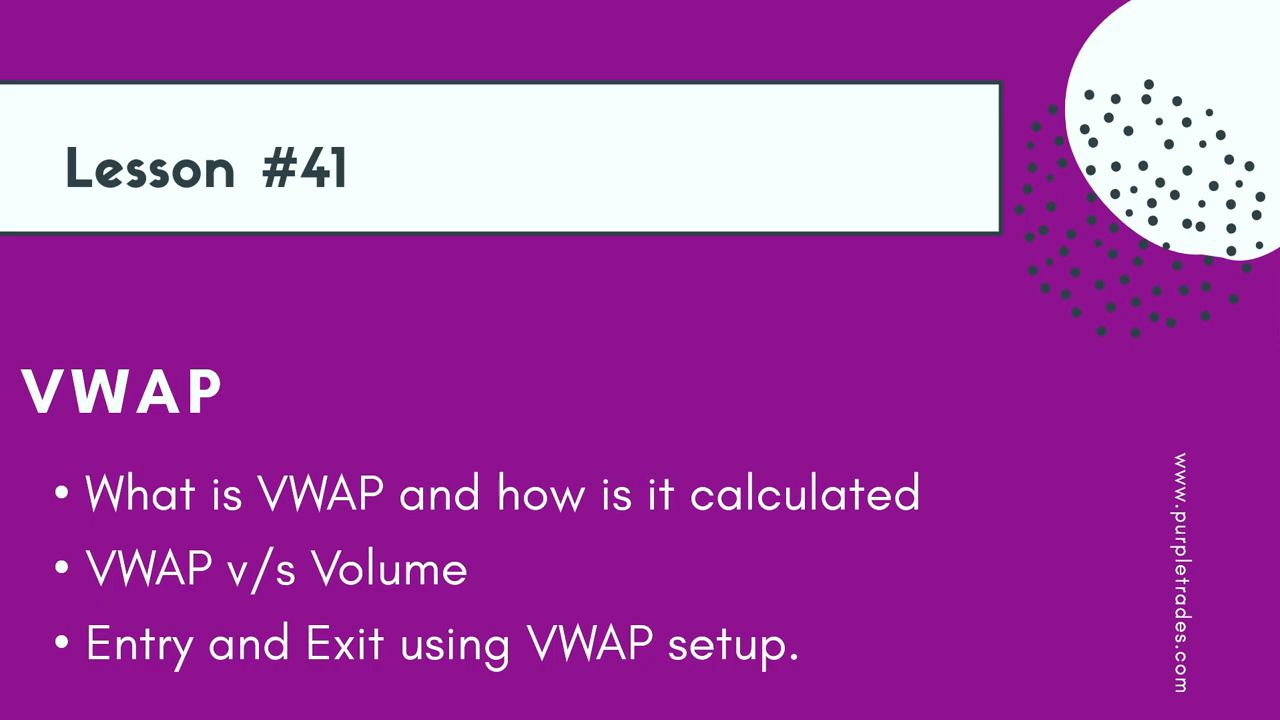 Lesson #41
VWAP
• What is VWAP and how is it calculated
• VWAP v/s Volume
• Entry and Exit using VWAP setup.
www.purpletrades.com